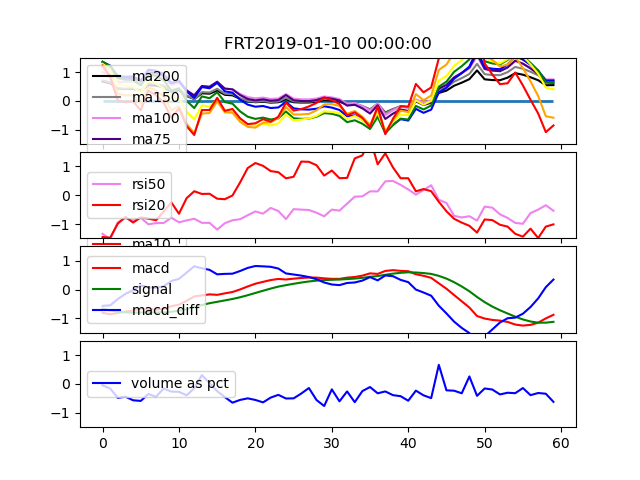 FRT2019-01-10 00:00:00
1
0
−1
ma200
ma150
ma100
ma75
1
0
−1
rsi50
rsi20
ma10
1
0
−1
macd
signal
macd_diff
1
0
−1
volume as pct
0 10 20 30 40 50 60